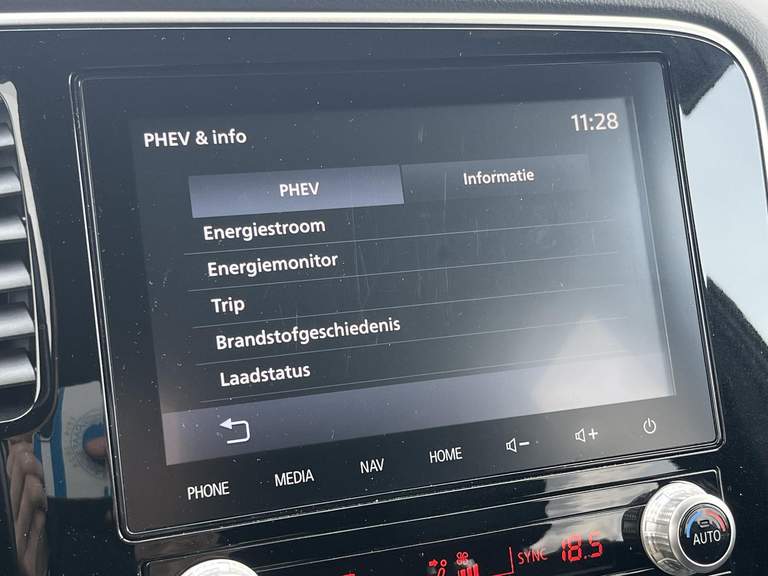 PHEV & info
11:28
PHEV
Informatie
Energiestroom
Energiemonitor
Trip
Brandstofgeschiedenis
Laadstatus
PHONE MEDIA NAV HOME
SYNC 18.5
AUTO